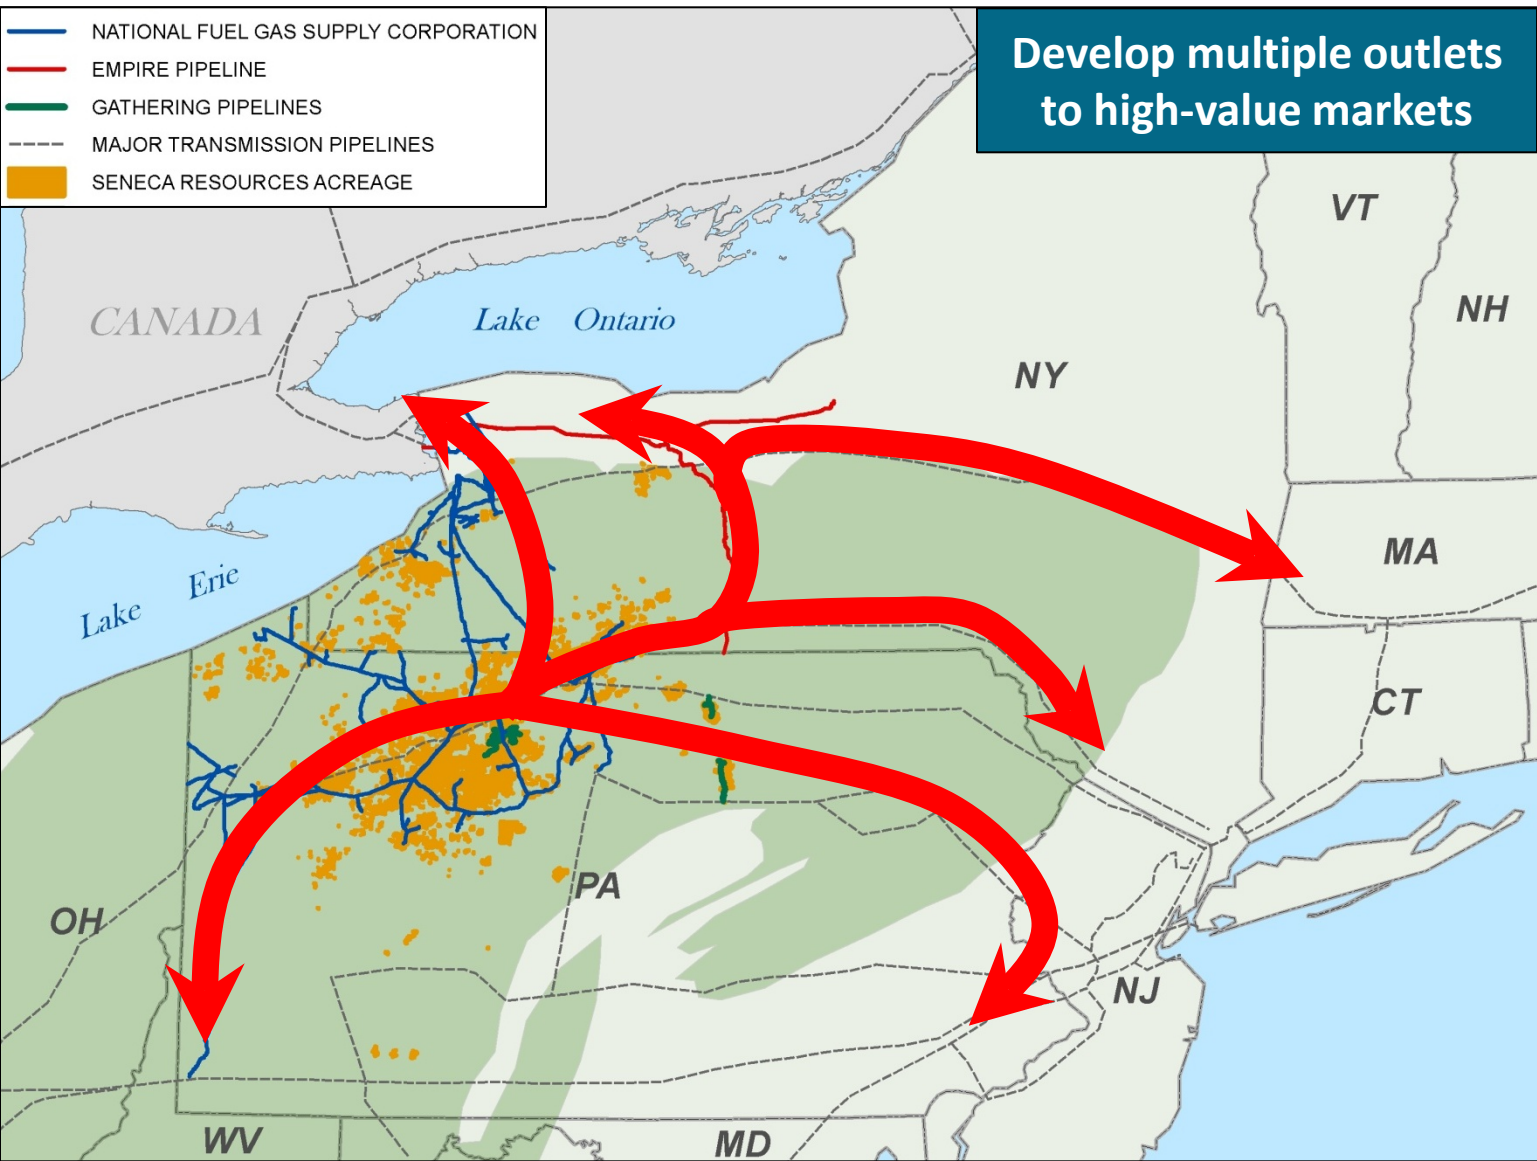 NATIONAL FUEL GAS SUPPLY CORPORATION
EMPIRE PIPELINE
GATHERING PIPELINES
MAJOR TRANSMISSION PIPELINES
SENECA RESOURCES ACREAGE
Develop multiple outlets
to high-value markets
VT
NH
CANADA
Lake Ontario
NY
MA
Lake Erie
CT
PA
OH
NJ
WV
MD